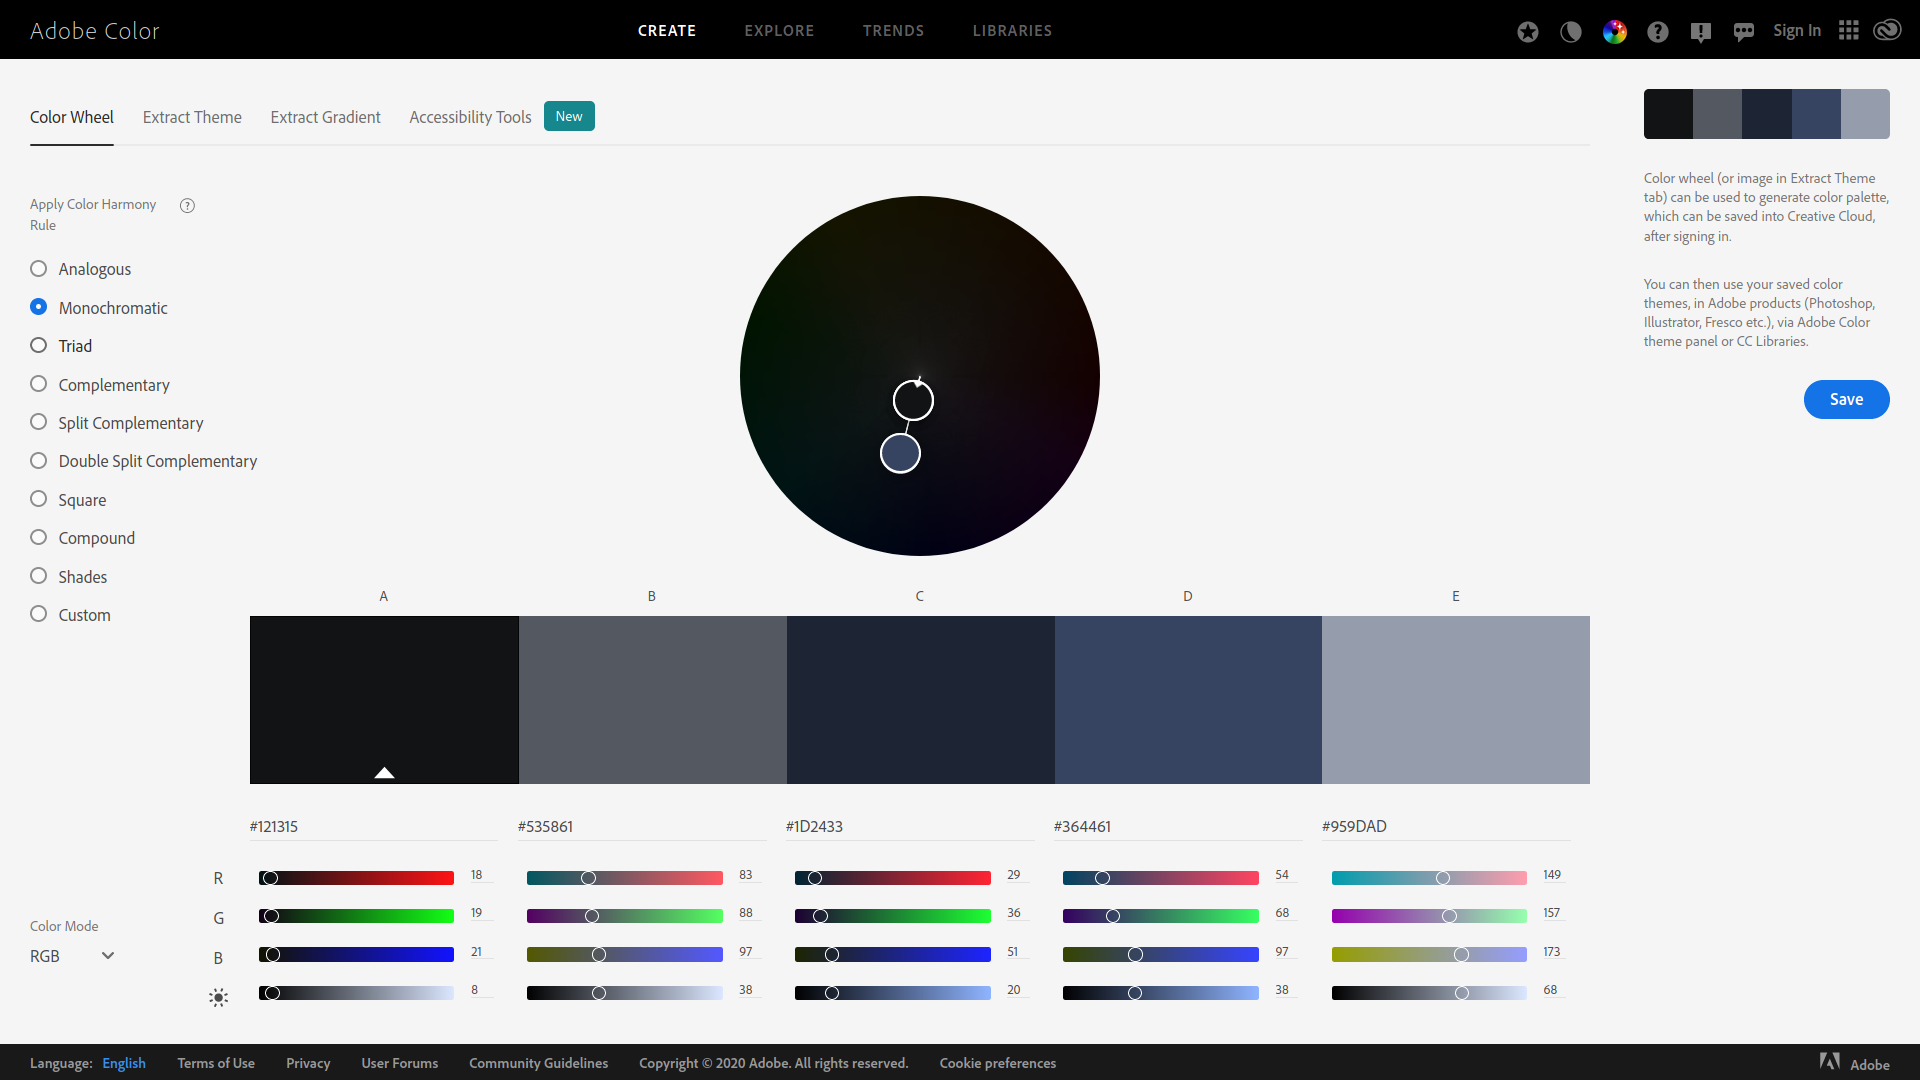 Adobe Color
CREATE EXPLORE TRENDS LIBRARIES
Sign In
Color Wheel Extract Theme Extract Gradient Accessibility Tools New
Apply Color Harmony
Rule
Analogous
Monochromatic
Triad
Complementary
Split Complementary
Double Split Complementary
Square
Compound
Shades
Custom
Color wheel (or image in Extract Theme
tab) can be used to generate color palette,
which can be saved into Creative Cloud,
after signing in.
You can then use your saved color
themes, in Adobe products (Photoshop,
Illustrator, Fresco etc.), via Adobe Color
theme panel or CC Libraries.
Save
A B C D E
#121315 #535861 #1D2433 #364461 #959DAD
R 18 83 29 54 149
G 19 88 36 68 157
B 21 97 51 97 173
8 38 20 38 68
Color Mode
RGB
Language: English Terms of Use Privacy User Forums Community Guidelines Copyright © 2020 Adobe. All rights reserved. Cookie preferences Adobe